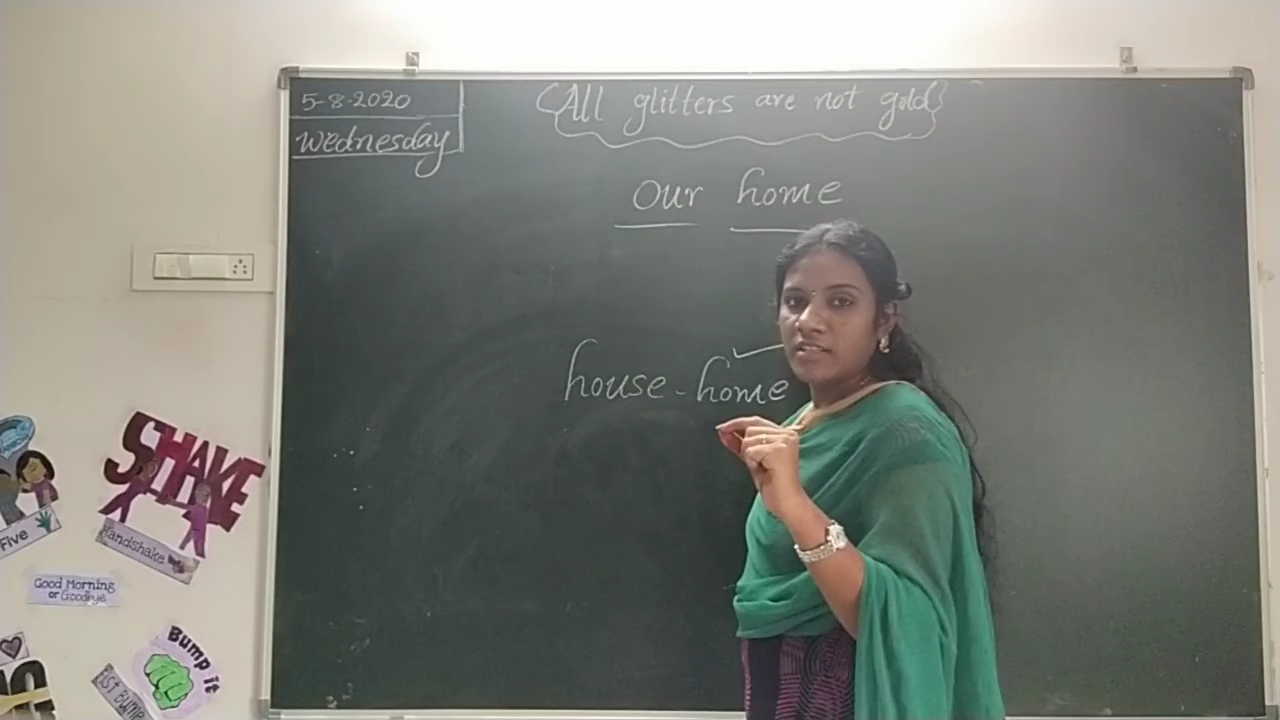 5-8-2020
Wednesday
All glitters are not gold
Our home
house - home
SHAKE
Five
Handshake
Good Morning
or Goodbye
Bump it
Fist Bump